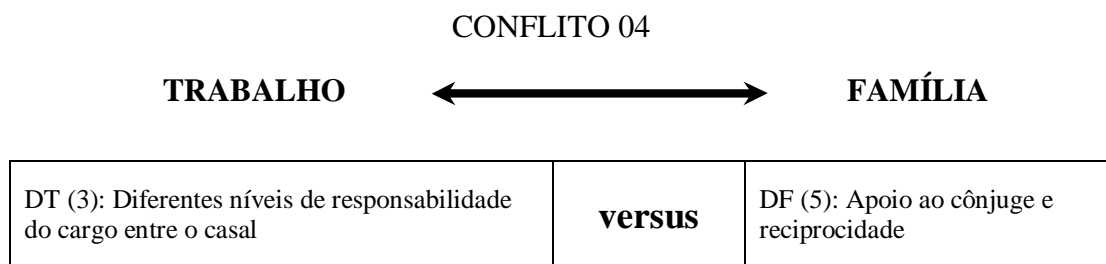 CONFLITO 04
TRABALHO FAMÍLIA
DT (3): Diferentes níveis de responsabilidade
do cargo entre o casal
versus
DF (5): Apoio ao cônjuge e
reciprocidade